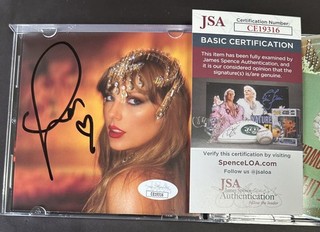 JSA
Certification Number:
CE19316
BASIC CERTIFICATION
This item has been fully examined by
James Spence Authentication, and
it is our considered opinion that the
signature(s) is/are genuine.
Verify this certification by visiting
SpenceLOA.com
Follow us @jsaloa
JSA